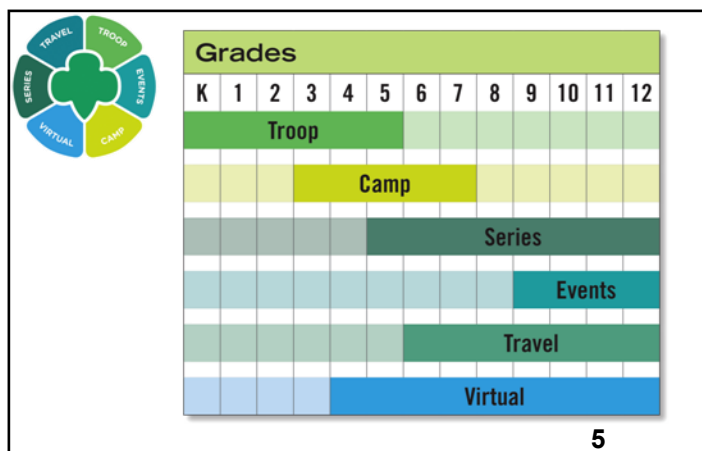 TRAVEL
TROOP
SERIES
EVENTS
VIRTUAL
CAMP
Grades
K 1 2 3 4 5 6 7 8 9 10 11 12
Troop
Camp
Series
Events
Travel
Virtual
5